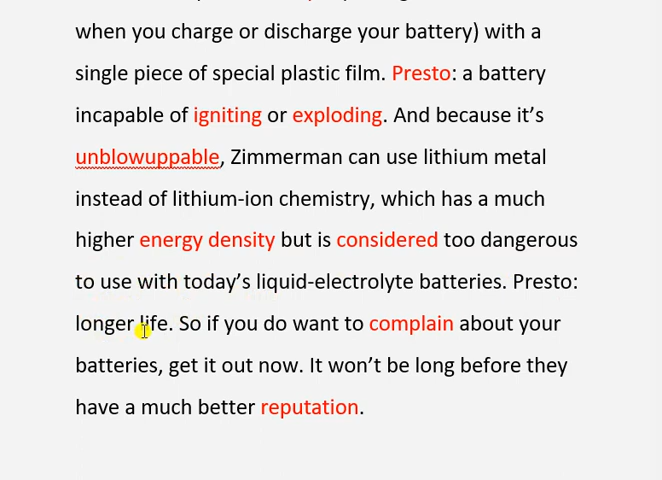 when you charge or discharge your battery) with a
single piece of special plastic film. Presto: a battery
incapable of igniting or exploding. And because it’s
unblowuppable, Zimmerman can use lithium metal
instead of lithium-ion chemistry, which has a much
higher energy density but is considered too dangerous
to use with today’s liquid-electrolyte batteries. Presto:
longer life. So if you do want to complain about your
batteries, get it out now. It won’t be long before they
have a much better reputation.